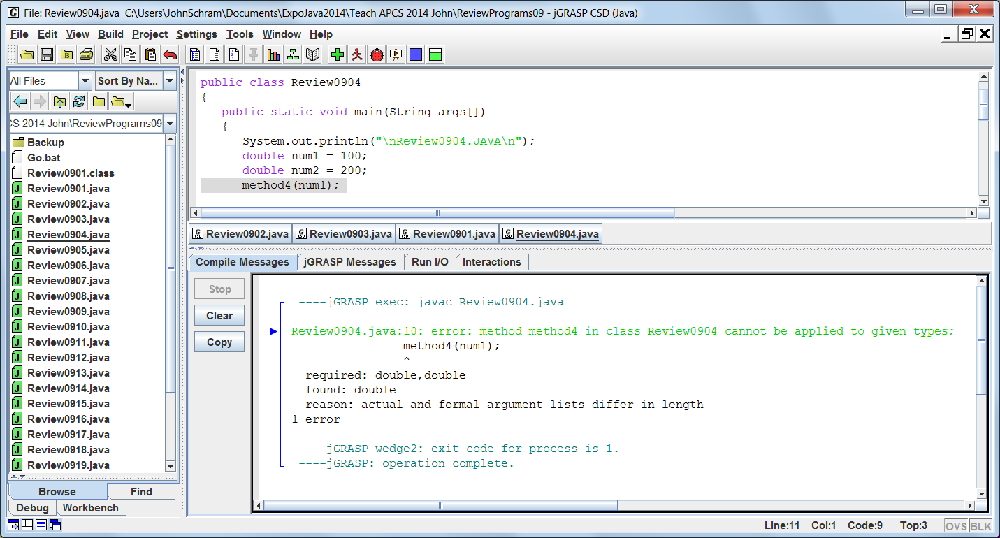 File: Review0904.java  C:\Users\JohnSchram\Documents\ExpoJava2014\Teach APCS 2014 John\ReviewPrograms09 - jGRASP CSD (Java)
File Edit View Build Project Settings Tools Window Help
All Files
Sort By Na...
CS 2014 John\ReviewPrograms09
Backup
Go.bat
Review0901.class
Review0901.java
Review0902.java
Review0903.java
Review0904.java
Review0905.java
Review0906.java
Review0907.java
Review0908.java
Review0909.java
Review0910.java
Review0911.java
Review0912.java
Review0913.java
Review0914.java
Review0915.java
Review0916.java
Review0917.java
Review0918.java
Review0919.java
Browse Find
Debug Workbench
public class Review0904
{
   public static void main(String args[])
   {
      System.out.println("\nReview0904.JAVA\n");
      double num1 = 100;
      double num2 = 200;
      method4(num1);
Review0902.java Review0903.java Review0901.java Review0904.java
Compile Messages jGRASP Messages Run I/O Interactions
Stop
Clear
Copy
----jGRASP exec: javac Review0904.java
Review0904.java:10: error: method method4 in class Review0904 cannot be applied to given types;
                method4(num1);
                ^
  required: double,double
  found: double
  reason: actual and formal argument lists differ in length
1 error
----jGRASP wedge2: exit code for process is 1.
----jGRASP: operation complete.
Line:11 Col:1 Code:9 Top:3 OVS BLK